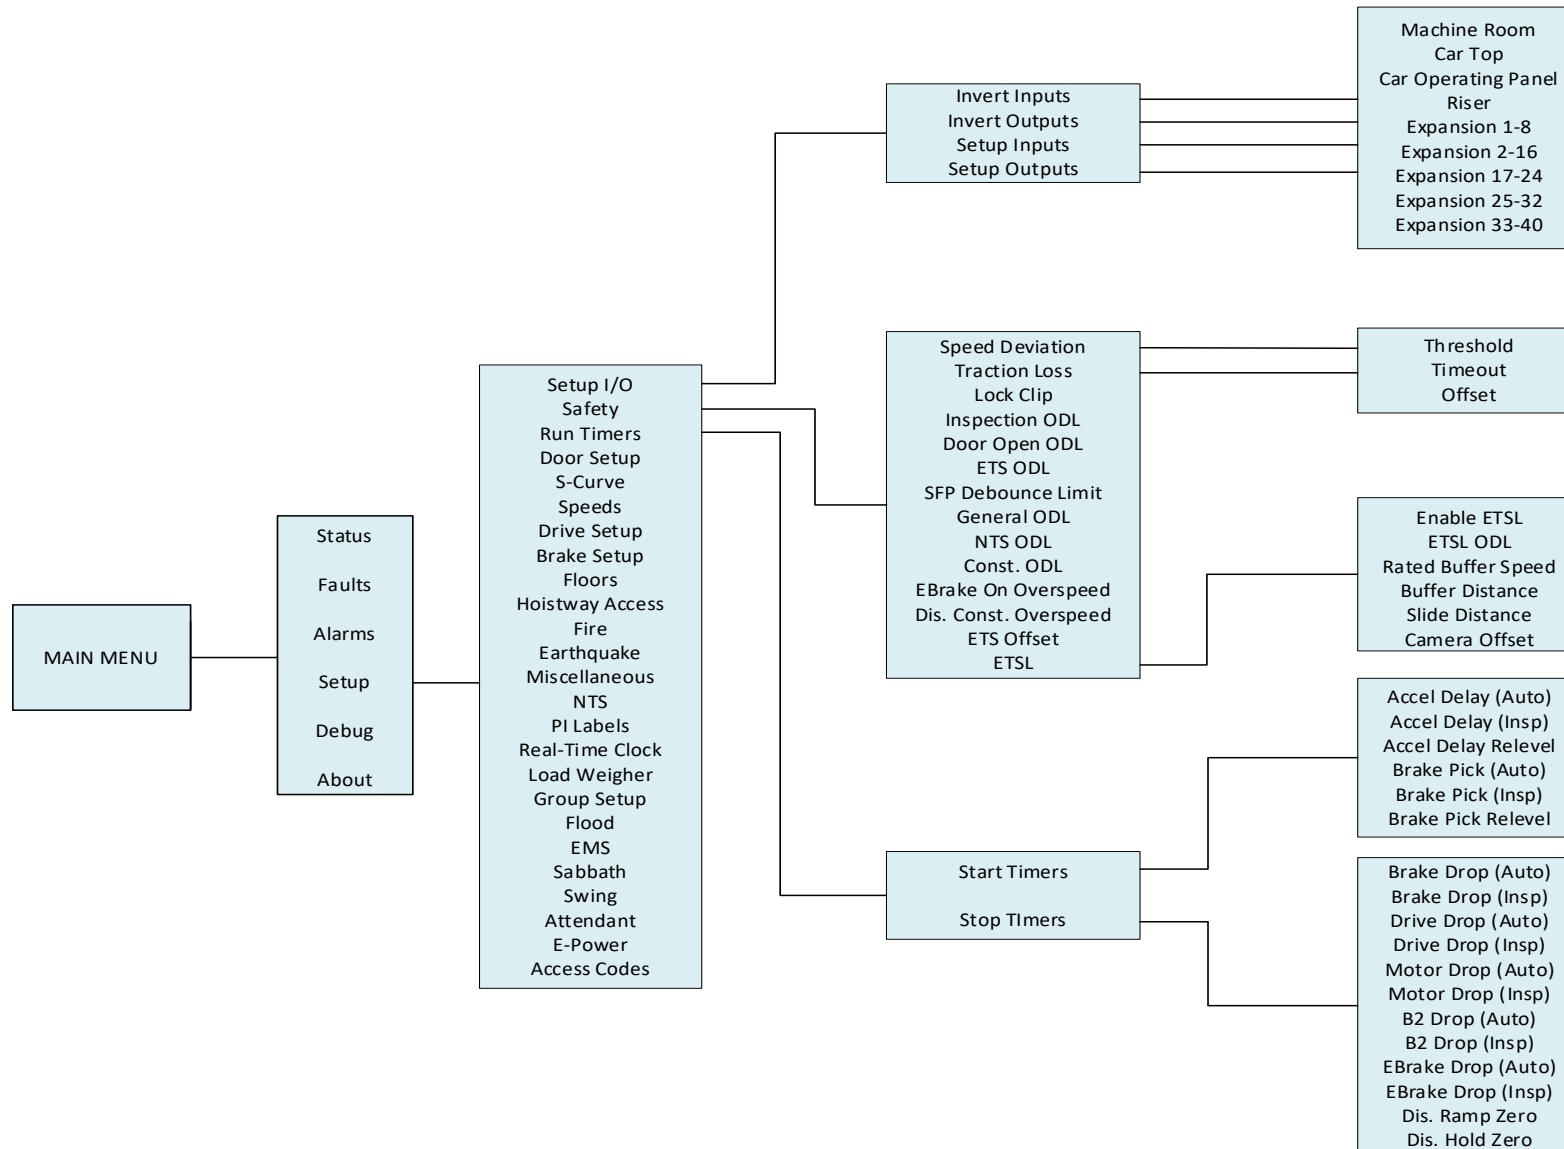 MAIN MENU
Status
Faults
Alarms
Setup
Debug
About
Setup I/O
Safety
Run Timers
Door Setup
S-Curve
Speeds
Drive Setup
Brake Setup
Floors
Hoistway Access
Fire
Earthquake
Miscellaneous
NTS
PI Labels
Real-Time Clock
Load Weigher
Group Setup
Flood
EMS
Sabbath
Swing
Attendant
E-Power
Access Codes
Invert Inputs
Invert Outputs
Setup Inputs
Setup Outputs
Machine Room
Car Top
Car Operating Panel
Riser
Expansion 1-8
Expansion 2-16
Expansion 17-24
Expansion 25-32
Expansion 33-40
Speed Deviation
Traction Loss
Lock Clip
Inspection ODL
Door Open ODL
ETS ODL
SFP Debounce Limit
General ODL
NTS ODL
Const. ODL
EBrake On Overspeed
Dis. Const. Overspeed
ETS Offset
ETSL
Threshold
Timeout
Offset
Enable ETSL
ETSL ODL
Rated Buffer Speed
Buffer Distance
Slide Distance
Camera Offset
Start Timers
Stop TImers
Accel Delay (Auto)
Accel Delay (Insp)
Accel Delay Relevel
Brake Pick (Auto)
Brake Pick (Insp)
Brake Pick Relevel
Brake Drop (Auto)
Brake Drop (Insp)
Drive Drop (Auto)
Drive Drop (Insp)
Motor Drop (Auto)
Motor Drop (Insp)
B2 Drop (Auto)
B2 Drop (Insp)
EBrake Drop (Auto)
EBrake Drop (Insp)
Dis. Ramp Zero
Dis. Hold Zero